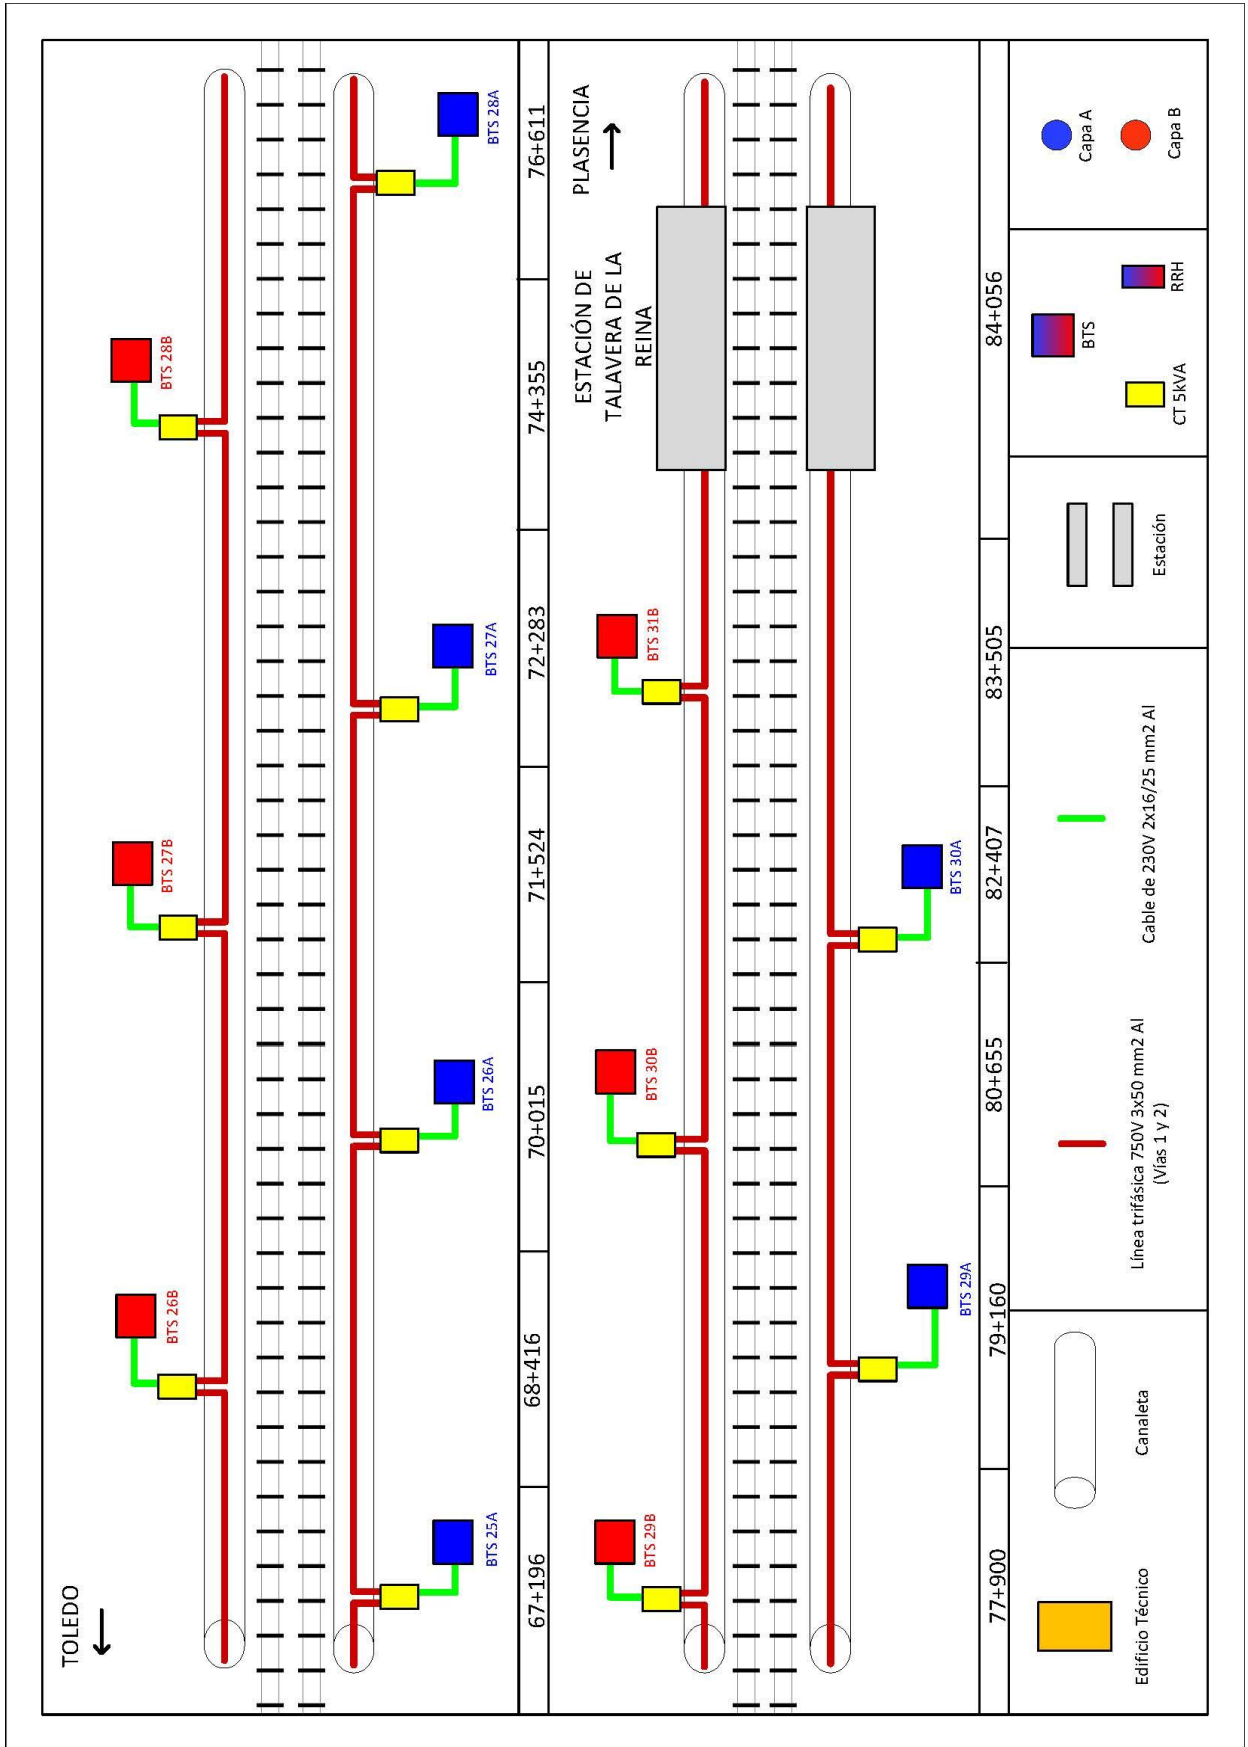 TOLEDO
BTS 26B
BTS 27B
BTS 28B
BTS 25A
BTS 26A
BTS 27A
BTS 28A
67+196
68+416
70+015
71+524
72+283
74+355
76+611
PLASENCIA
ESTACIÓN DE
TALAVERA DE LA
REINA
BTS 29B
BTS 30B
BTS 31B
BTS 29A
BTS 30A
77+900
79+160
80+655
82+407
83+505
84+056
Edificio Técnico
Canaleta
Línea trifásica 750V 3x50 mm2 Al
(Vías 1 y 2)
Cable de 230V 2x16/25 mm2 Al
Estación
BTS
CT 5kVA
RRH
Capa A
Capa B